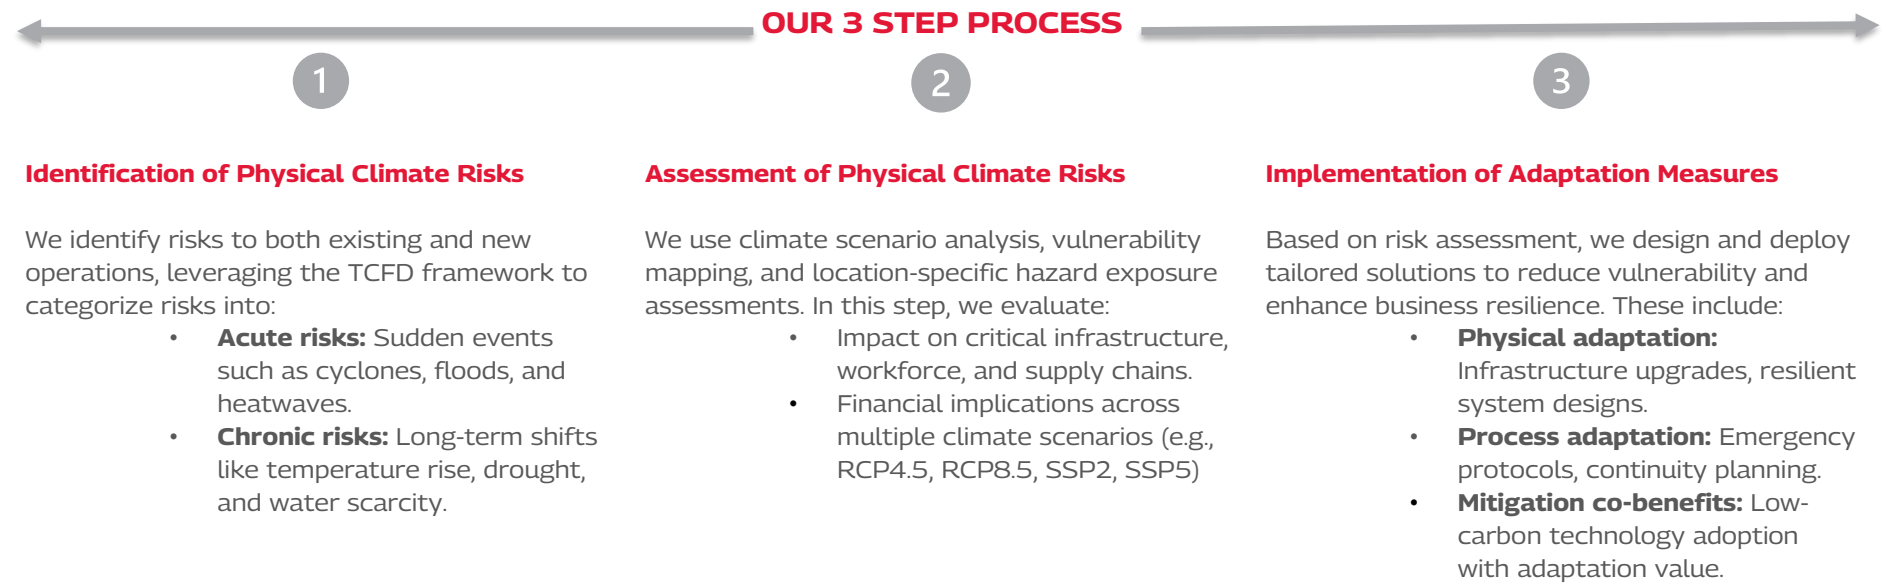 OUR 3 STEP PROCESS
1
2
3
Identification of Physical Climate Risks
We identify risks to both existing and new
operations, leveraging the TCFD framework to
categorize risks into:
• Acute risks: Sudden events
such as cyclones, floods, and
heatwaves.
• Chronic risks: Long-term shifts
like temperature rise, drought,
and water scarcity.
Assessment of Physical Climate Risks
We use climate scenario analysis, vulnerability
mapping, and location-specific hazard exposure
assessments. In this step, we evaluate:
• Impact on critical infrastructure,
workforce, and supply chains.
• Financial implications across
multiple climate scenarios (e.g.,
RCP4.5, RCP8.5, SSP2, SSP5)
Implementation of Adaptation Measures
Based on risk assessment, we design and deploy
tailored solutions to reduce vulnerability and
enhance business resilience. These include:
• Physical adaptation:
Infrastructure upgrades, resilient
system designs.
• Process adaptation: Emergency
protocols, continuity planning.
• Mitigation co-benefits: Low-
carbon technology adoption
with adaptation value.